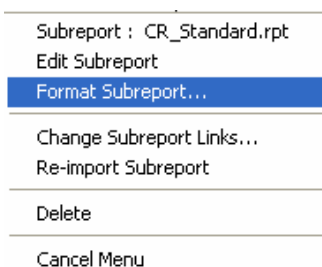 Subreport : CR_Standard.rpt
Edit Subreport
Format Subreport...
Change Subreport Links...
Re-import Subreport
Delete
Cancel Menu